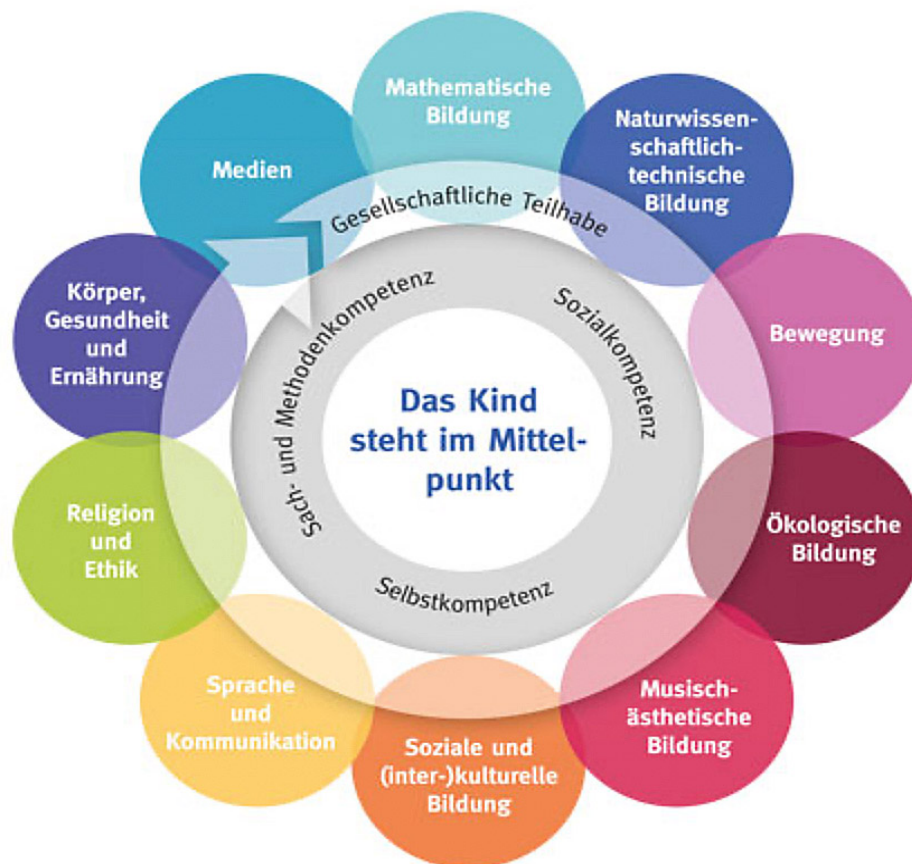 Mathematische
Bildung
Naturwissen-
schaftlich-
technische
Bildung
Medien
Gesellschaftliche Teilhabe
Körper,
Gesundheit
und
Ernährung
Sach- und Methodenkompetenz
Sozialkompetenz
Bewegung
Das Kind
steht im Mittel-
punkt
Religion
und
Ethik
Ökologische
Bildung
Selbstkompetenz
Sprache
und
Kommunikation
Musisch-
ästhetische
Bildung
Soziale und
(inter-)kulturelle
Bildung